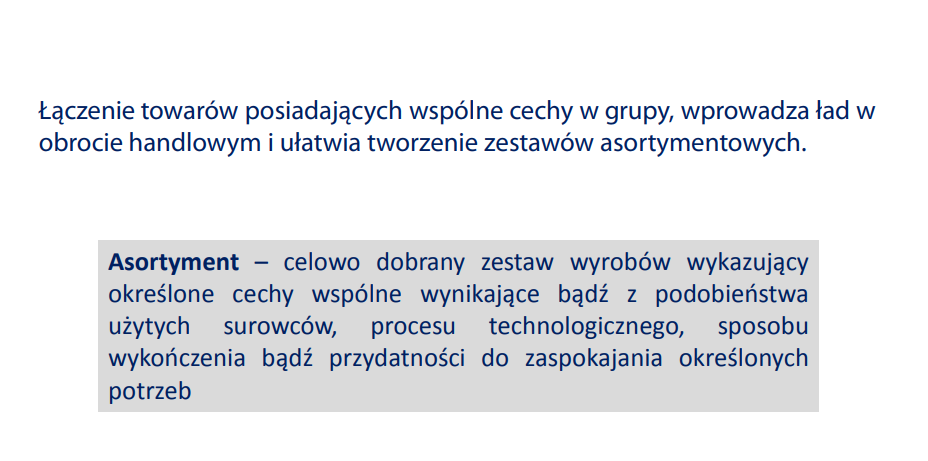 Łączenie towarów posiadających wspólne cechy w grupy, wprowadza ład w
obrocie handlowym i ułatwia tworzenie zestawów asortymentowych.
Asortyment – celowo dobrany zestaw wyrobów wykazujący
określone cechy wspólne wynikające bądź z podobieństwa
użytych surowców, procesu technologicznego, sposobu
wykończenia bądź przydatności do zaspokajania określonych
potrzeb